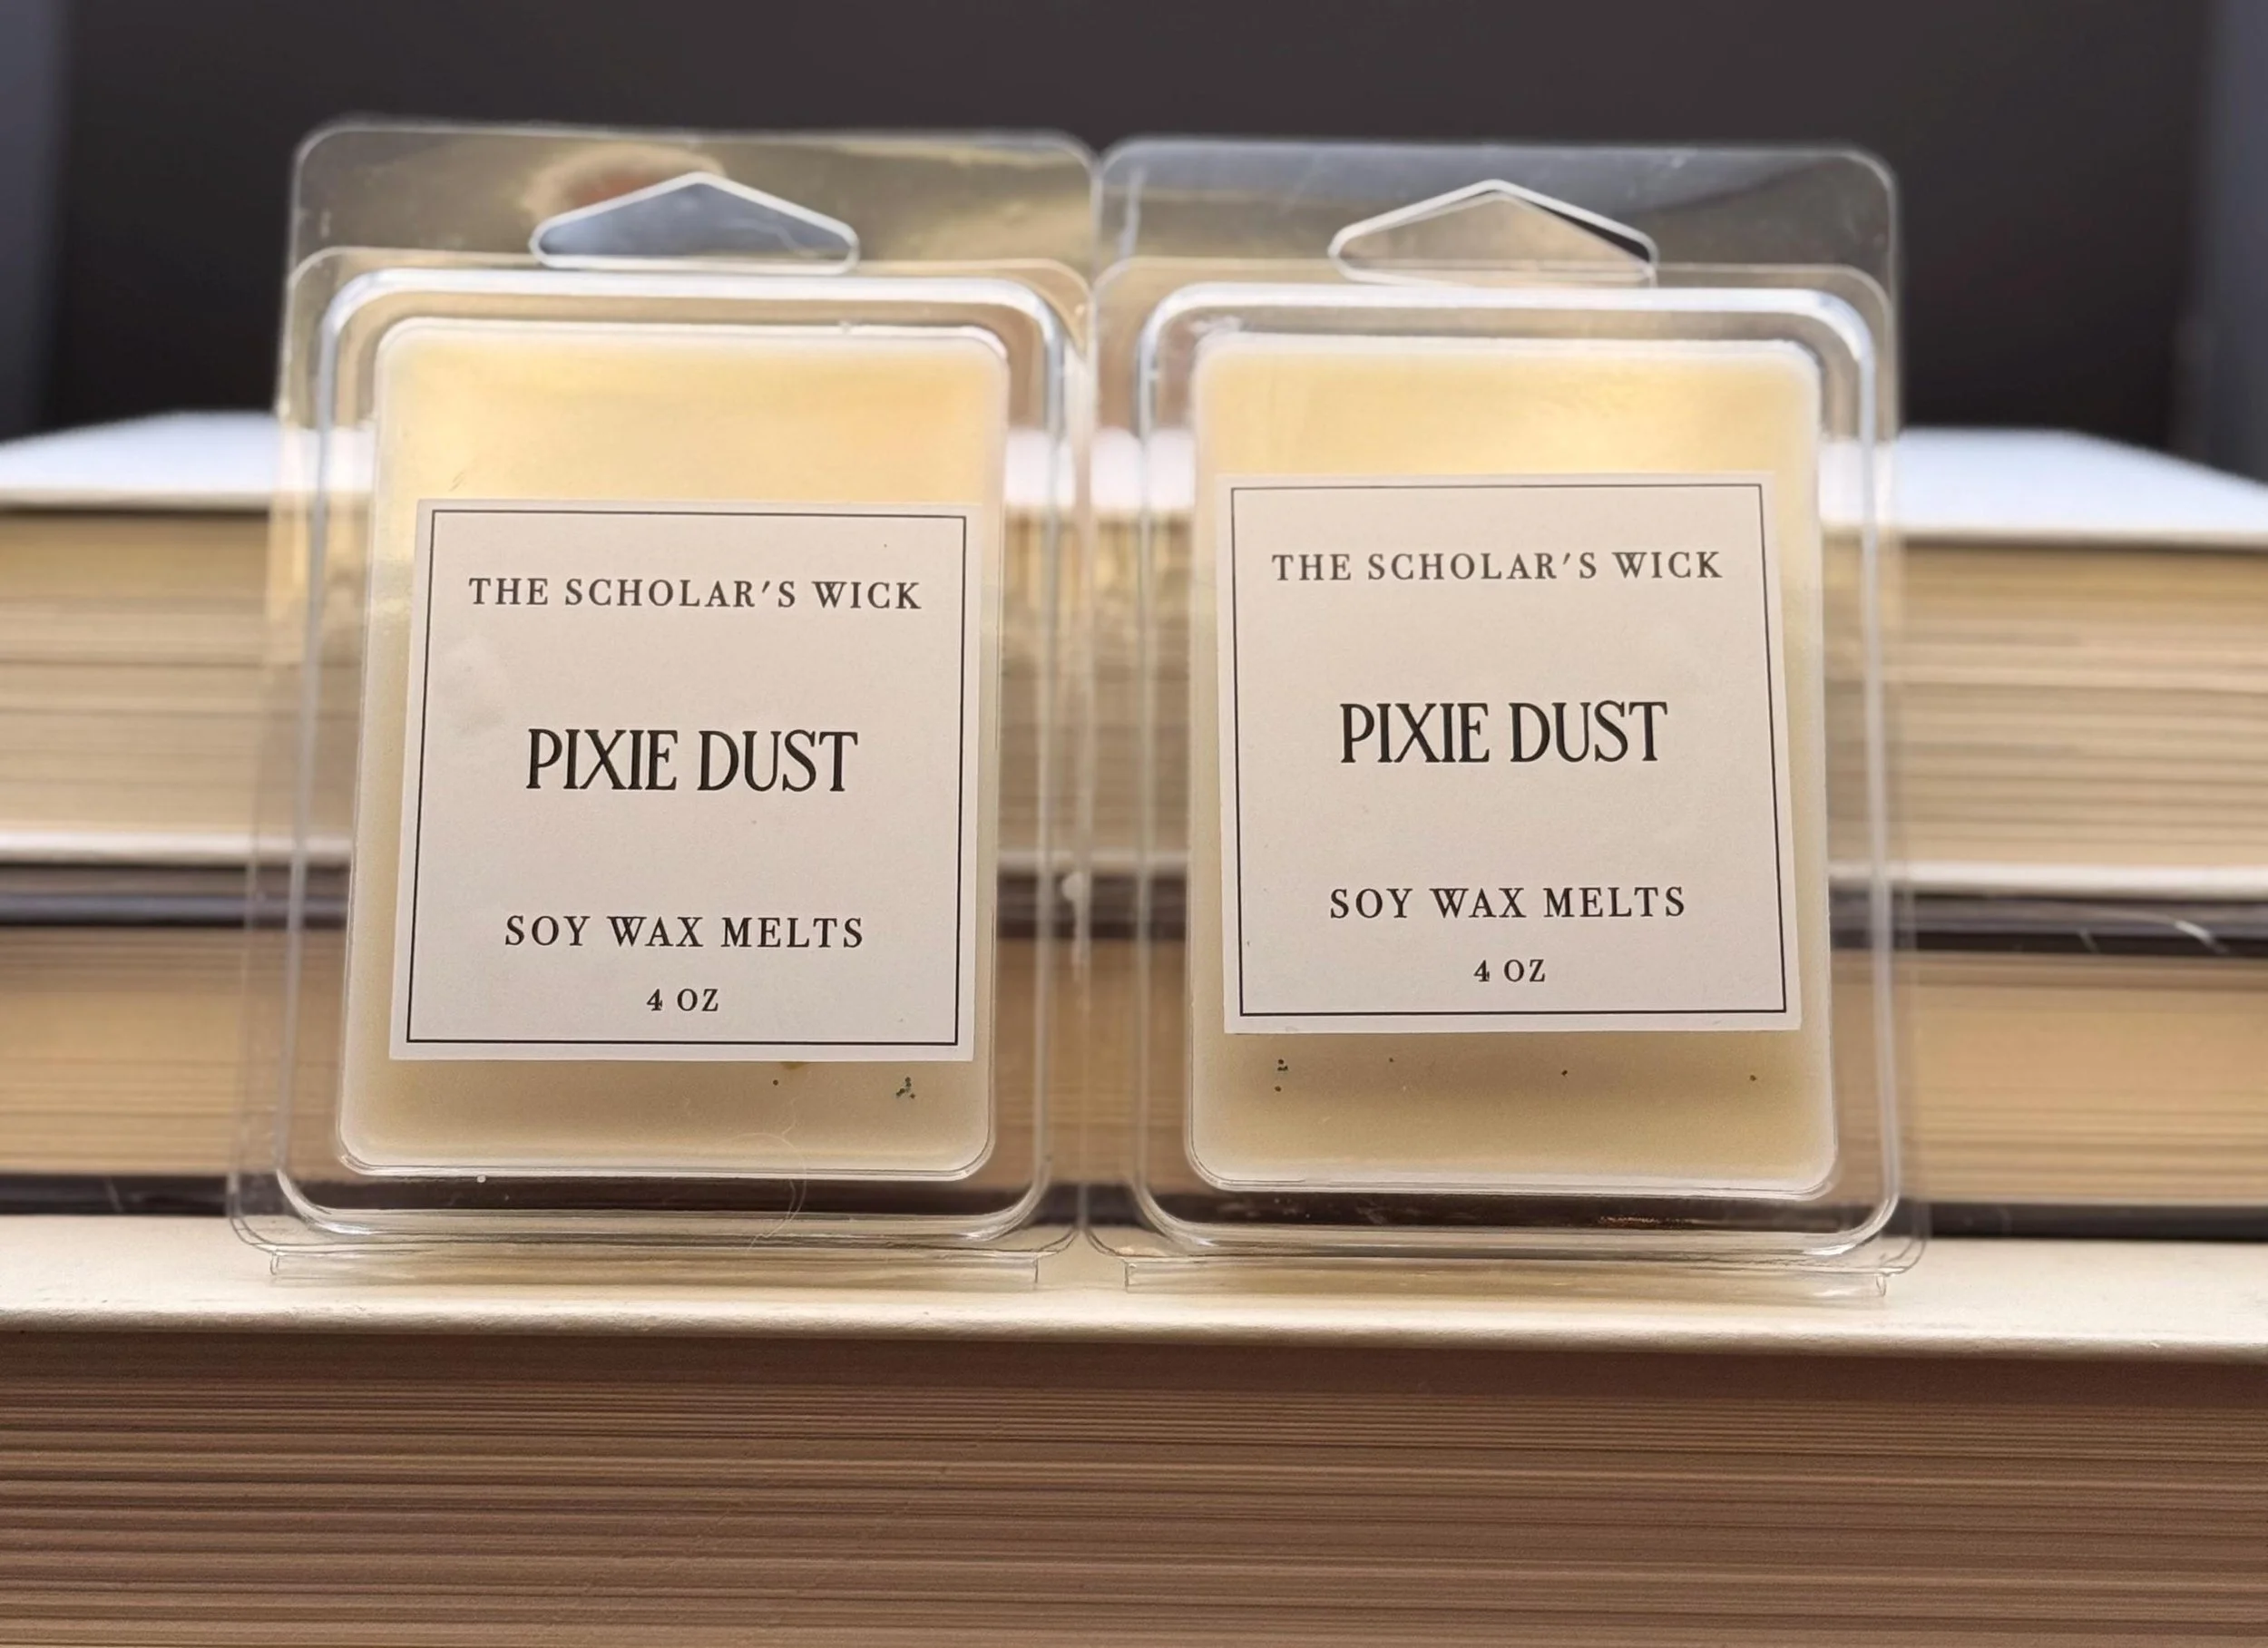 THE SCHOLAR'S WICK
PIXIE DUST
SOY WAX MELTS
4 OZ
THE SCHOLAR'S WICK
PIXIE DUST
SOY WAX MELTS
4 OZ